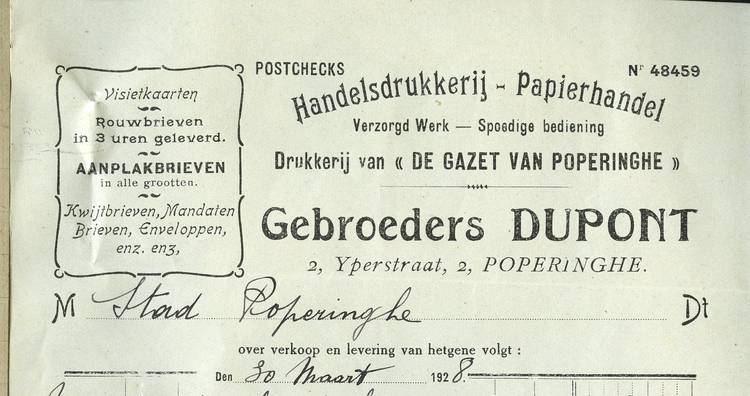 POSTCHECKS
Nr 48459
Handelsdrukkerij - Papierhandel
Verzorgd Werk — Spoedige bediening
Drukkerij van « DE GAZET VAN POPERINGHE »
Gebroeders DUPONT
2, Yperstraat, 2, POPERINGHE.
Visietkaarten
Rouwbrieven
in 3 uren geleverd.
AANPLAKBRIEVEN
in alle grootten.
Kwijtbrieven, Mandaten
Brieven, Enveloppen,
enz. enz,
M Stad Poperinghe Dt
over verkoop en levering van hetgene volgt :
Den 30 Maart 1928.